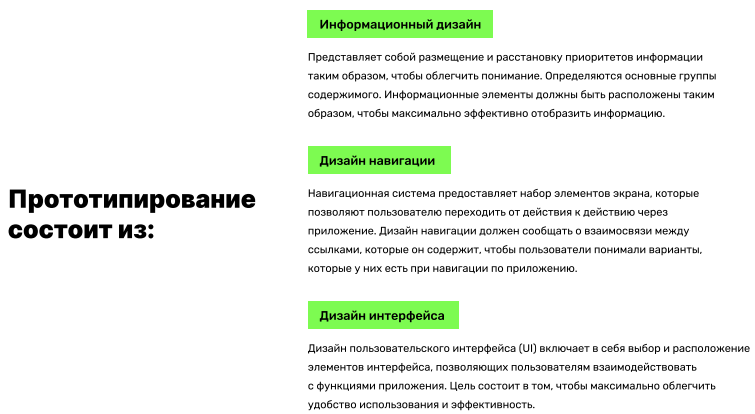 Прототипирование
состоит из:
Информационный дизайн
Представляет собой размещение и расстановку приоритетов информации
таким образом, чтобы облегчить понимание. Определяются основные группы
содержимого. Информационные элементы должны быть расположены таким
образом, чтобы максимально эффективно отобразить информацию.
Дизайн навигации
Навигационная система предоставляет набор элементов экрана, которые
позволяют пользователю переходить от действия к действию через
приложение. Дизайн навигации должен сообщать о взаимосвязи между
ссылками, которые он содержит, чтобы пользователи понимали варианты,
которые у них есть при навигации по приложению.
Дизайн интерфейса
Дизайн пользовательского интерфейса (UI) включает в себя выбор и расположение
элементов интерфейса, позволяющих пользователям взаимодействовать
с функциями приложения. Цель состоит в том, чтобы максимально облегчить
удобство использования и эффективность.